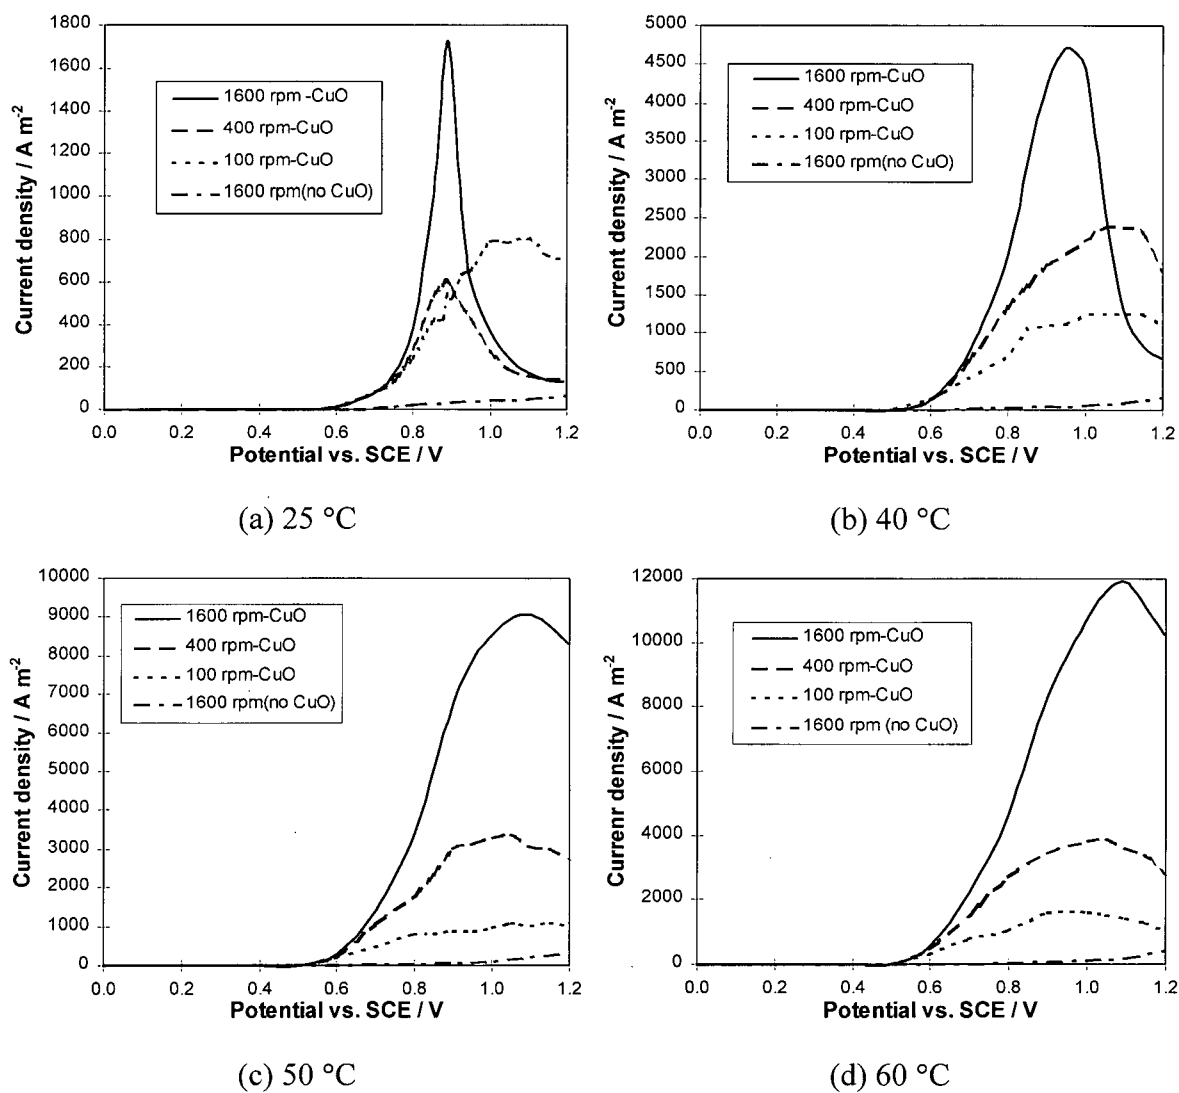 1800
1600
1400
1200
1000
800
600
400
200
0
Current density / A m-2
1600 rpm -CuO
400 rpm-CuO
100 rpm-CuO
1600 rpm(no CuO)
0.0 0.2 0.4 0.6 0.8 1.0 1.2
Potential vs. SCE / V
(a) 25 °C
5000
4500
4000
3500
3000
2500
2000
1500
1000
500
0
Current density / A m-2
1600 rpm-CuO
400 rpm-CuO
100 rpm-CuO
1600 rpm(no CuO)
0.0 0.2 0.4 0.6 0.8 1.0 1.2
Potential vs. SCE / V
(b) 40 °C
10000
9000
8000
7000
6000
5000
4000
3000
2000
1000
0
Current density / A m-2
1600 rpm-CuO
400 rpm-CuO
100 rpm-CuO
1600 rpm(no CuO)
0.0 0.2 0.4 0.6 0.8 1.0 1.2
Potential vs. SCE / V
(c) 50 °C
12000
10000
8000
6000
4000
2000
0
Currenr density / A m-2
1600 rpm-CuO
400 rpm-CuO
100 rpm-CuO
1600 rpm (no CuO)
0.0 0.2 0.4 0.6 0.8 1.0 1.2
Potential vs. SCE / V
(d) 60 °C